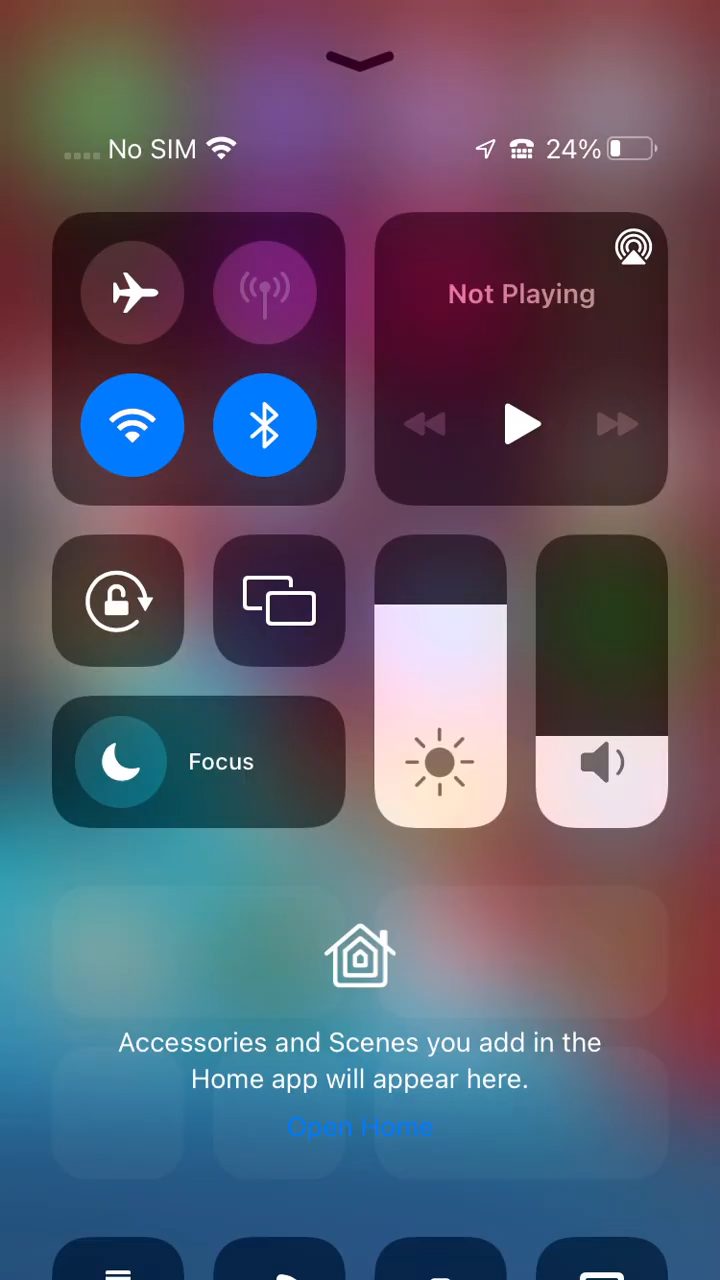 No SIM
24%
Not Playing
Focus
Accessories and Scenes you add in the
Home app will appear here.
Open Home